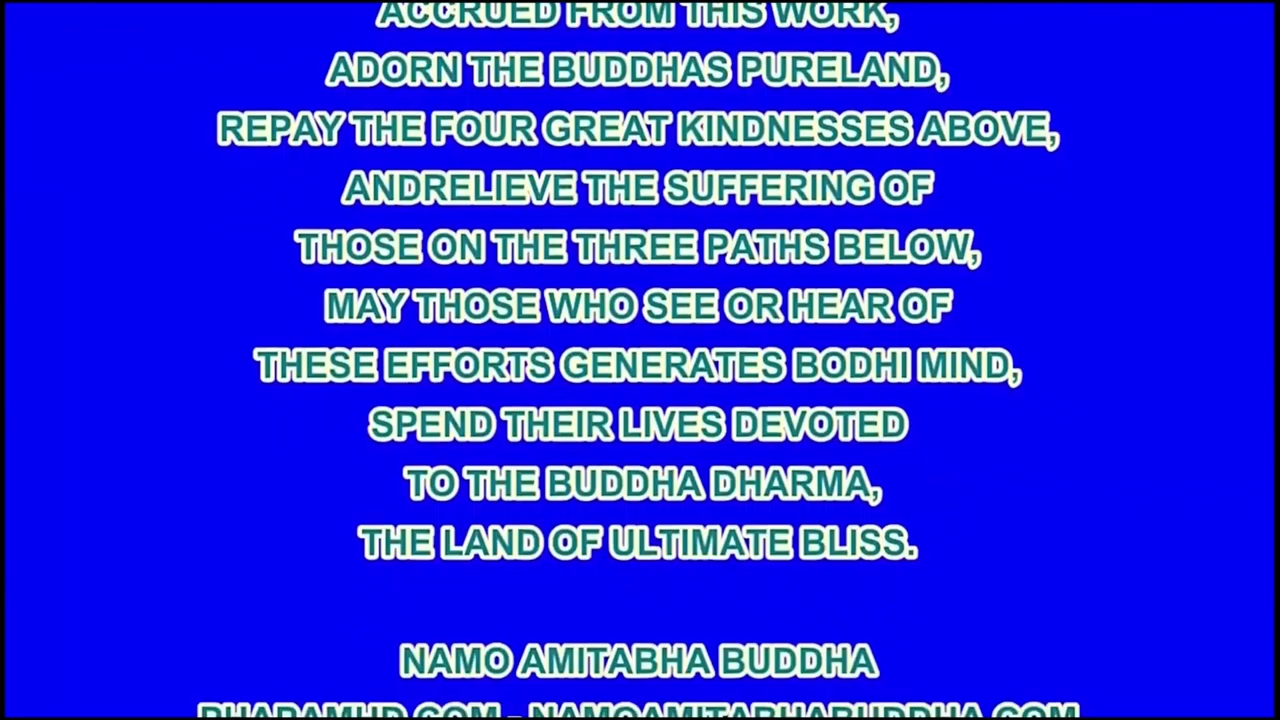 ACCRUED FROM THIS WORK,
ADORN THE BUDDHAS PURELAND,
REPAY THE FOUR GREAT KINDNESSES ABOVE,
ANDRELIEVE THE SUFFERING OF
THOSE ON THE THREE PATHS BELOW,
MAY THOSE WHO SEE OR HEAR OF
THESE EFFORTS GENERATES BODHI MIND,
SPEND THEIR LIVES DEVOTED
TO THE BUDDHA DHARMA,
THE LAND OF ULTIMATE BLISS.
NAMO AMITABHA BUDDHA
- NAMOAMITABHABUDDHA.COM